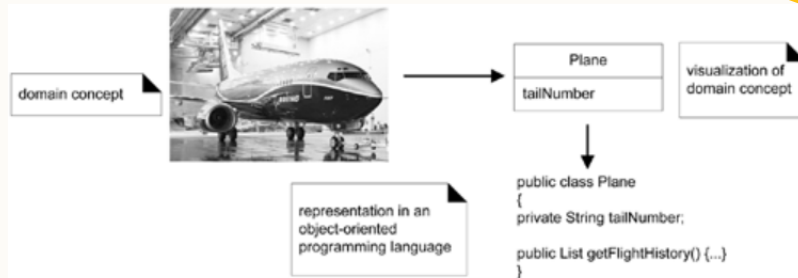 domain concept
BOEING
Plane
tailNumber
visualization of
domain concept
representation in an
object-oriented
programming language
public class Plane
{
private String tailNumber;
public List getFlightHistory() {...}
}